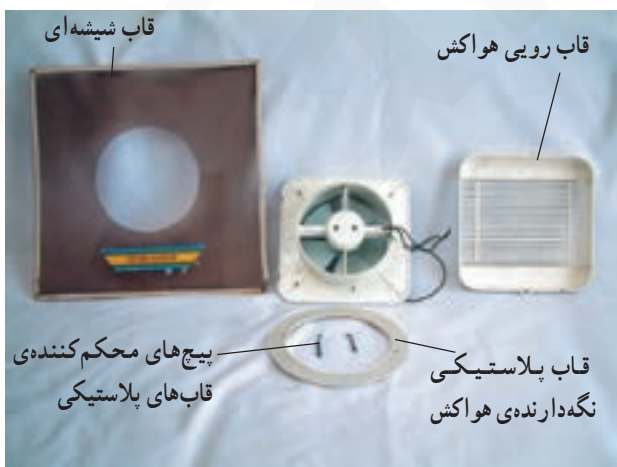 قاب شیشه‌ای
قاب رویی هواکش
پیچ‌های محکم‌کننده‌ی
قاب‌های پلاستیکی
قاب پلاستیکی
نگه‌دارنده‌ی هواکش